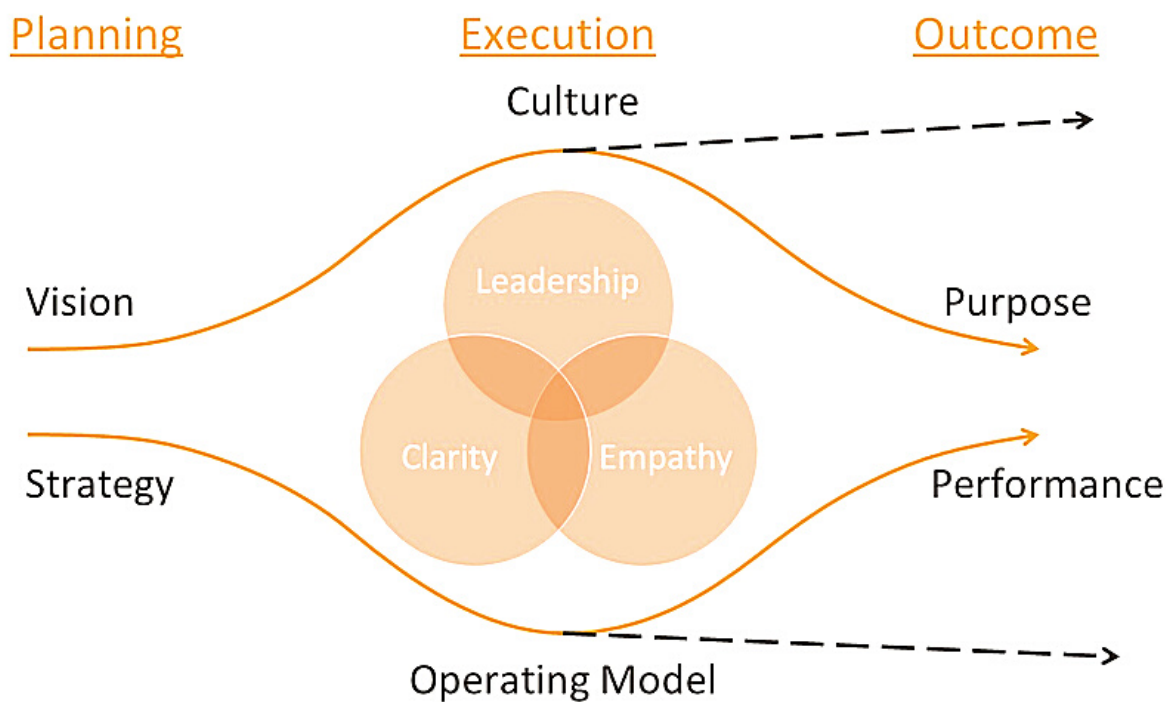 Planning
Execution
Outcome
Culture
Leadership
Vision
Purpose
Clarity
Empathy
Strategy
Performance
Operating Model